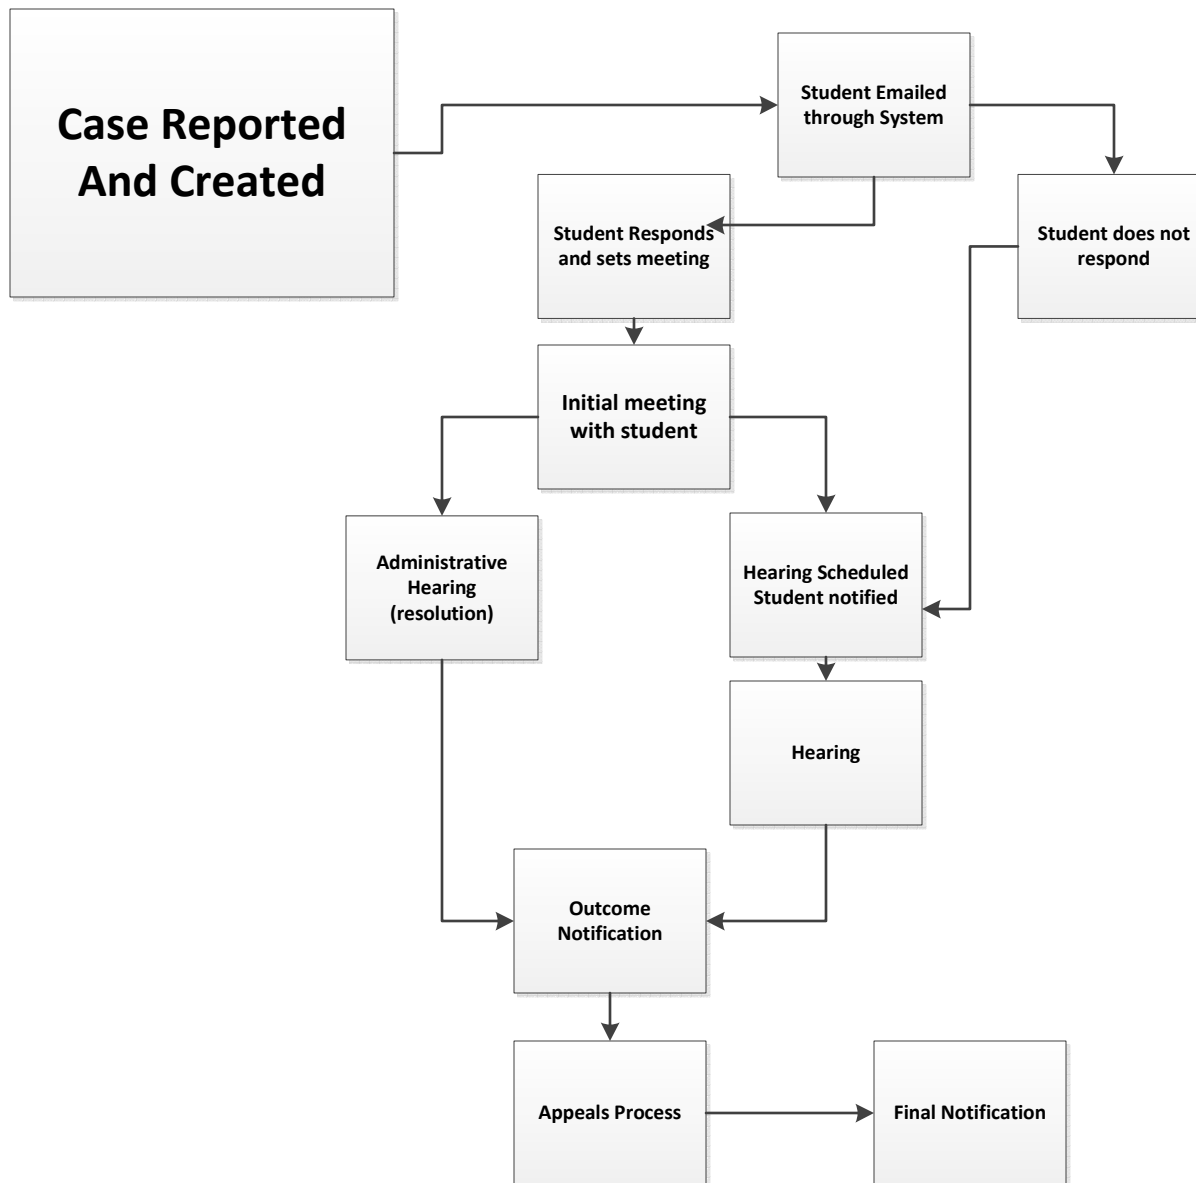 Case Reported
And Created
Student Emailed
through System
Student Responds
and sets meeting
Student does not
respond
Initial meeting
with student
Administrative
Hearing
(resolution)
Hearing Scheduled
Student notified
Hearing
Outcome
Notification
Appeals Process
Final Notification